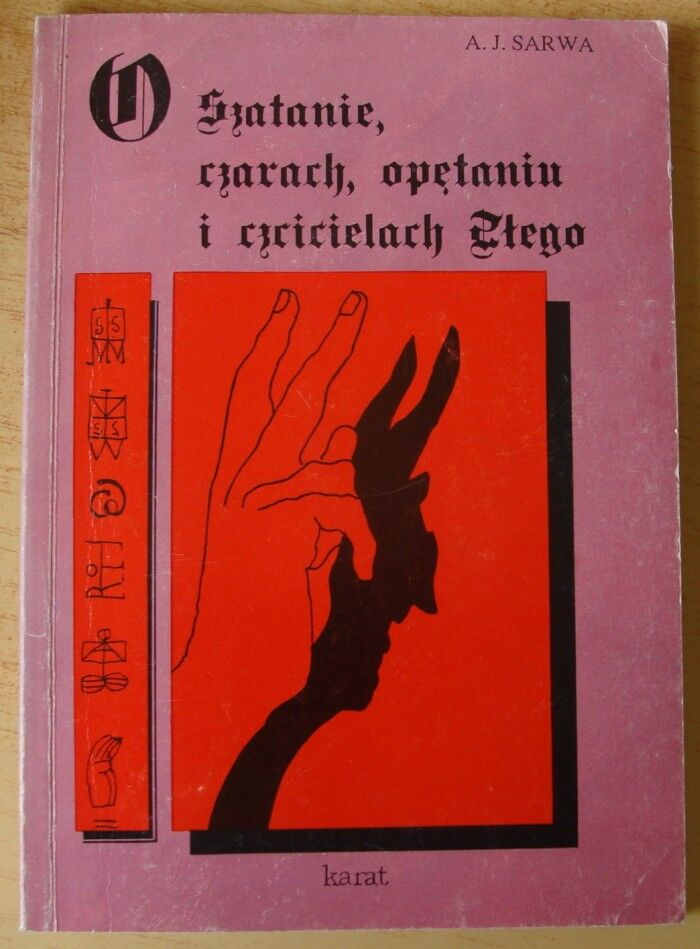 A. J. SARWA
O Szatanie,
czarach, opętaniu
i czcicielach Złego
karat